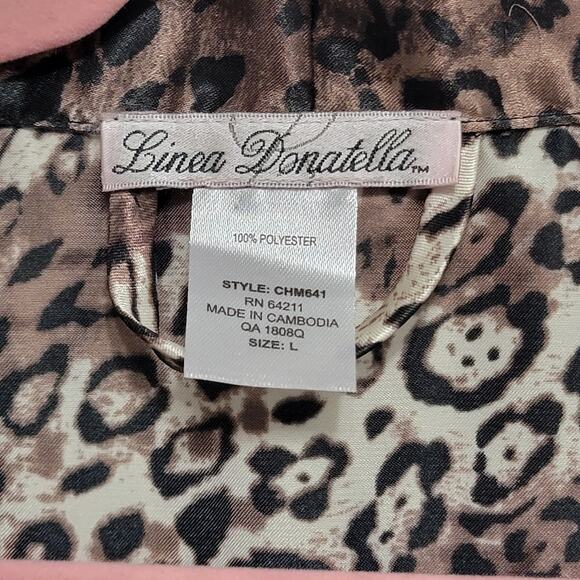 Linea Donatella™
100% POLYESTER
STYLE: CHM641
RN 64211
MADE IN CAMBODIA
QA 1808Q
SIZE: L